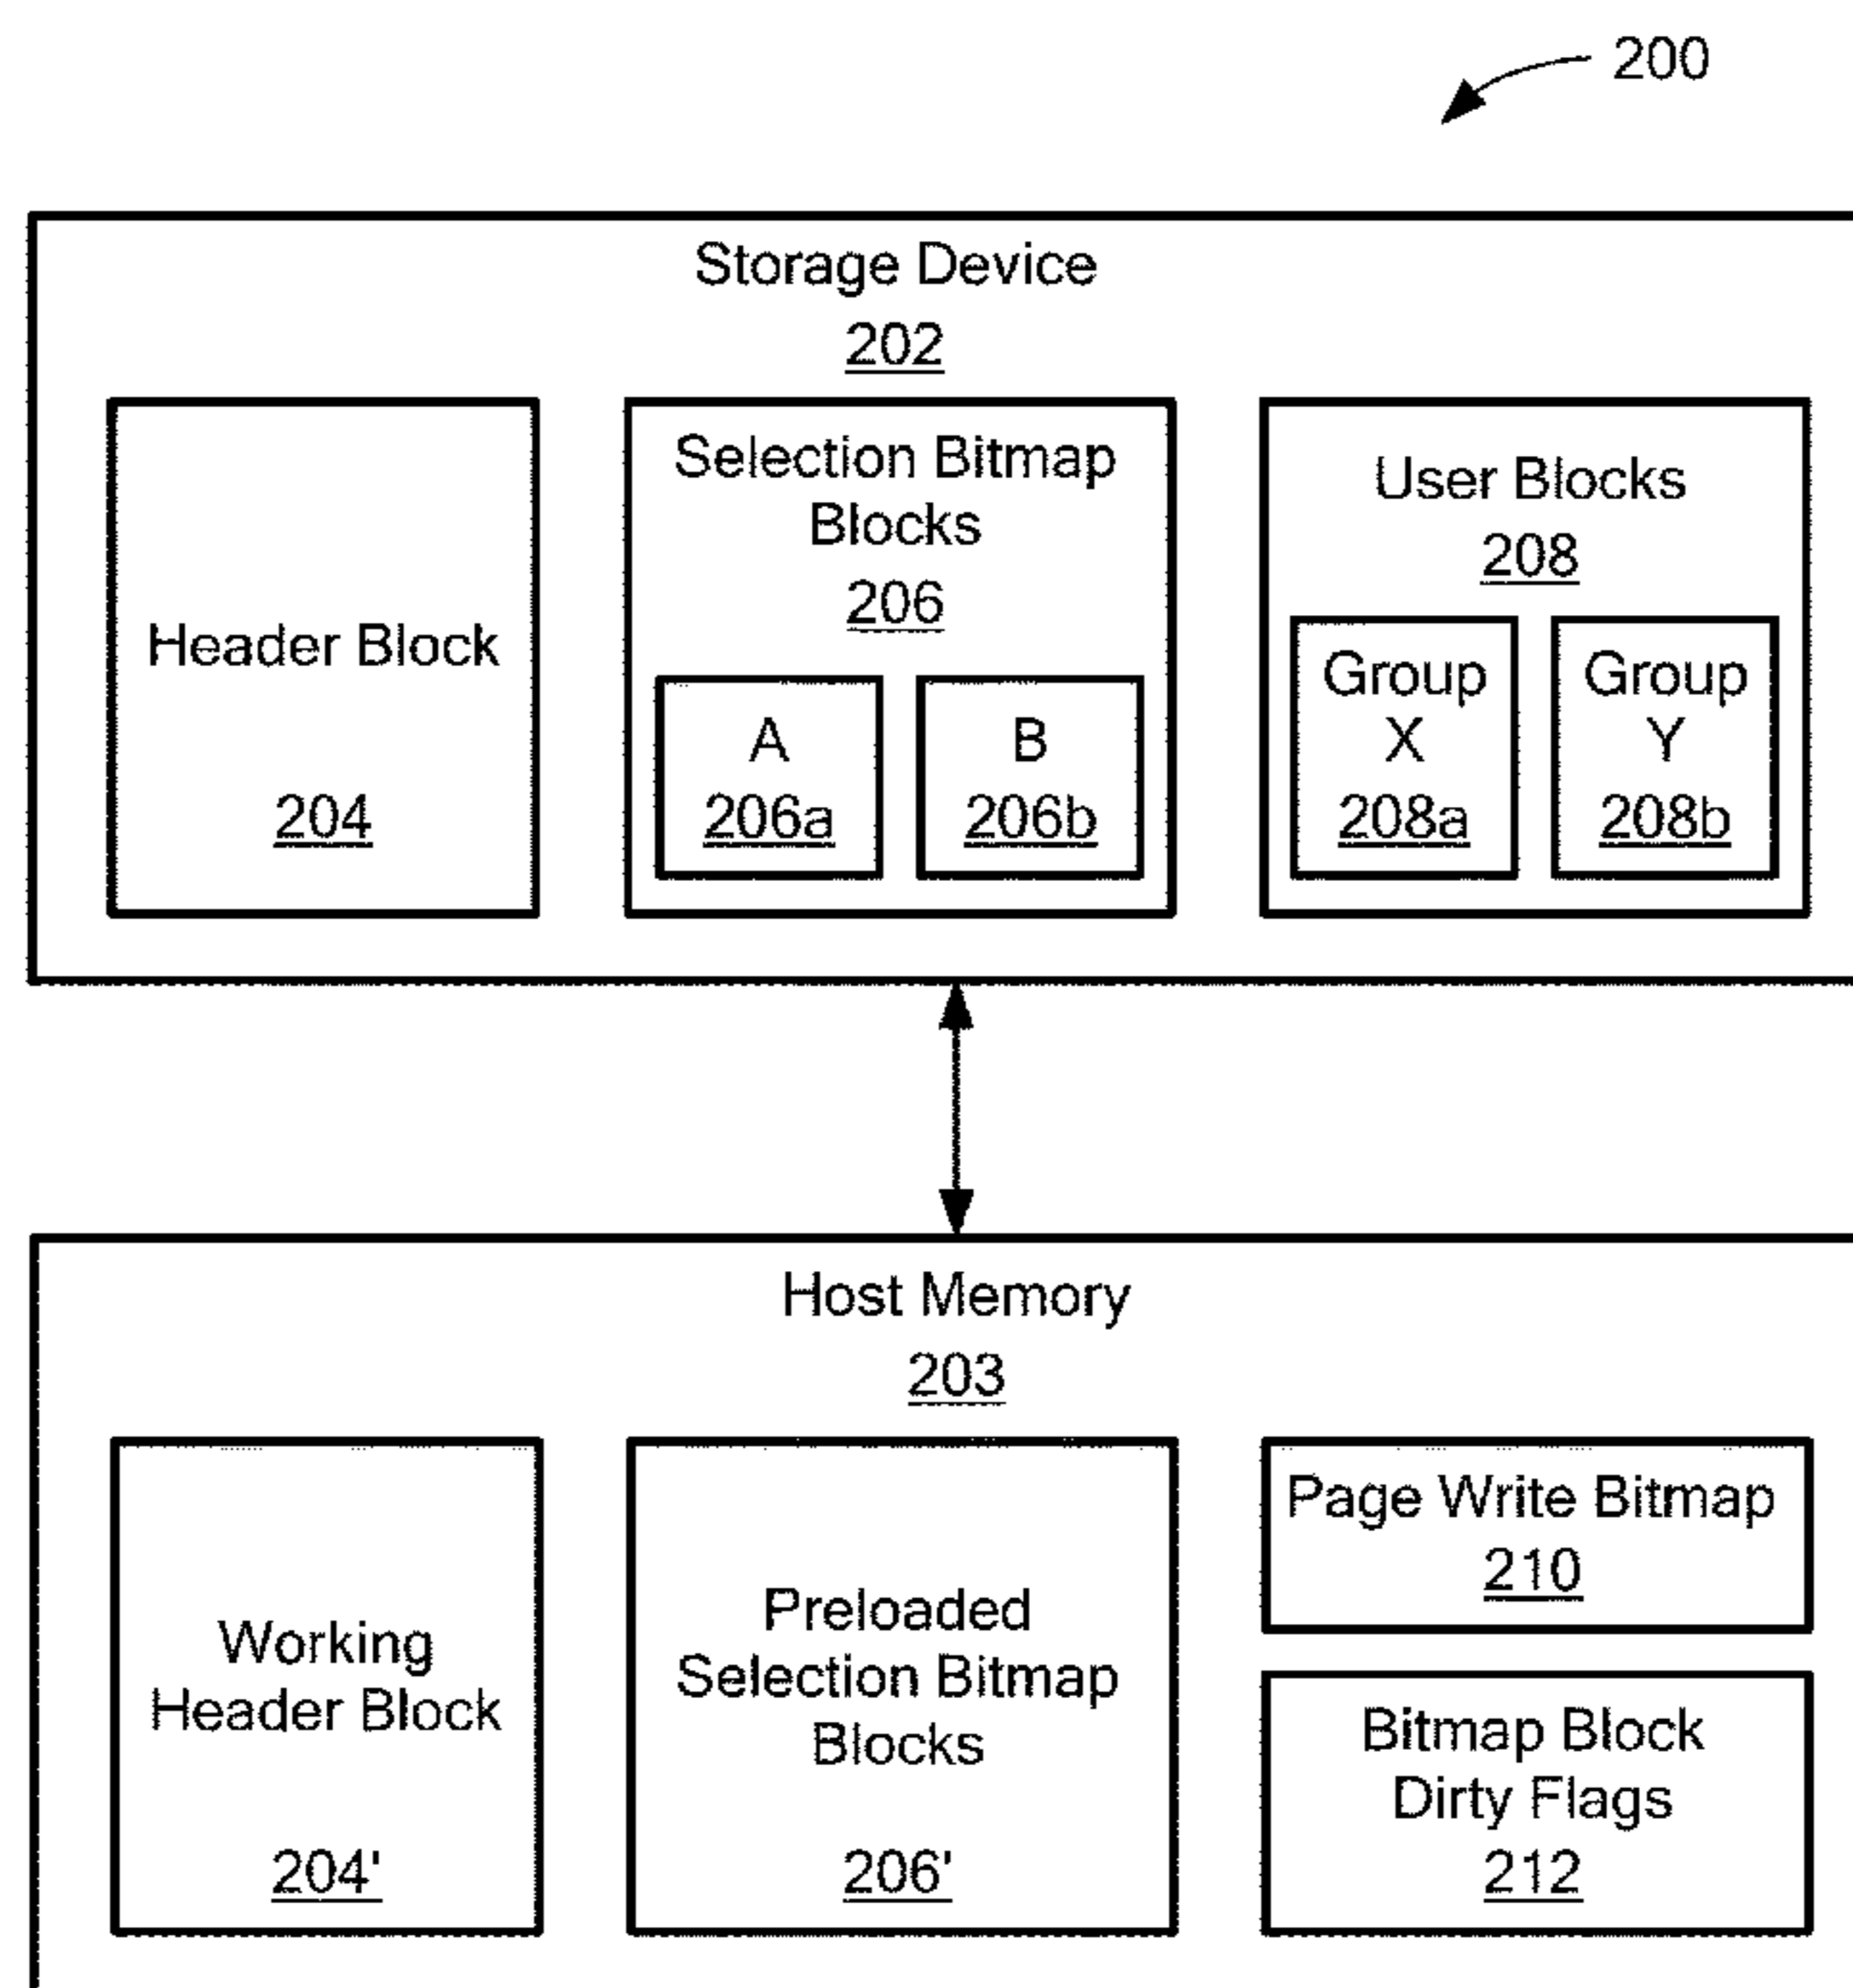 200
Storage Device
202
Header Block
204
Selection Bitmap
Blocks
206
A
206a
B
206b
User Blocks
208
Group
X
208a
Group
Y
208b
Host Memory
203
Working
Header Block
204'
Preloaded
Selection Bitmap
Blocks
206'
Page Write Bitmap
210
Bitmap Block
Dirty Flags
212